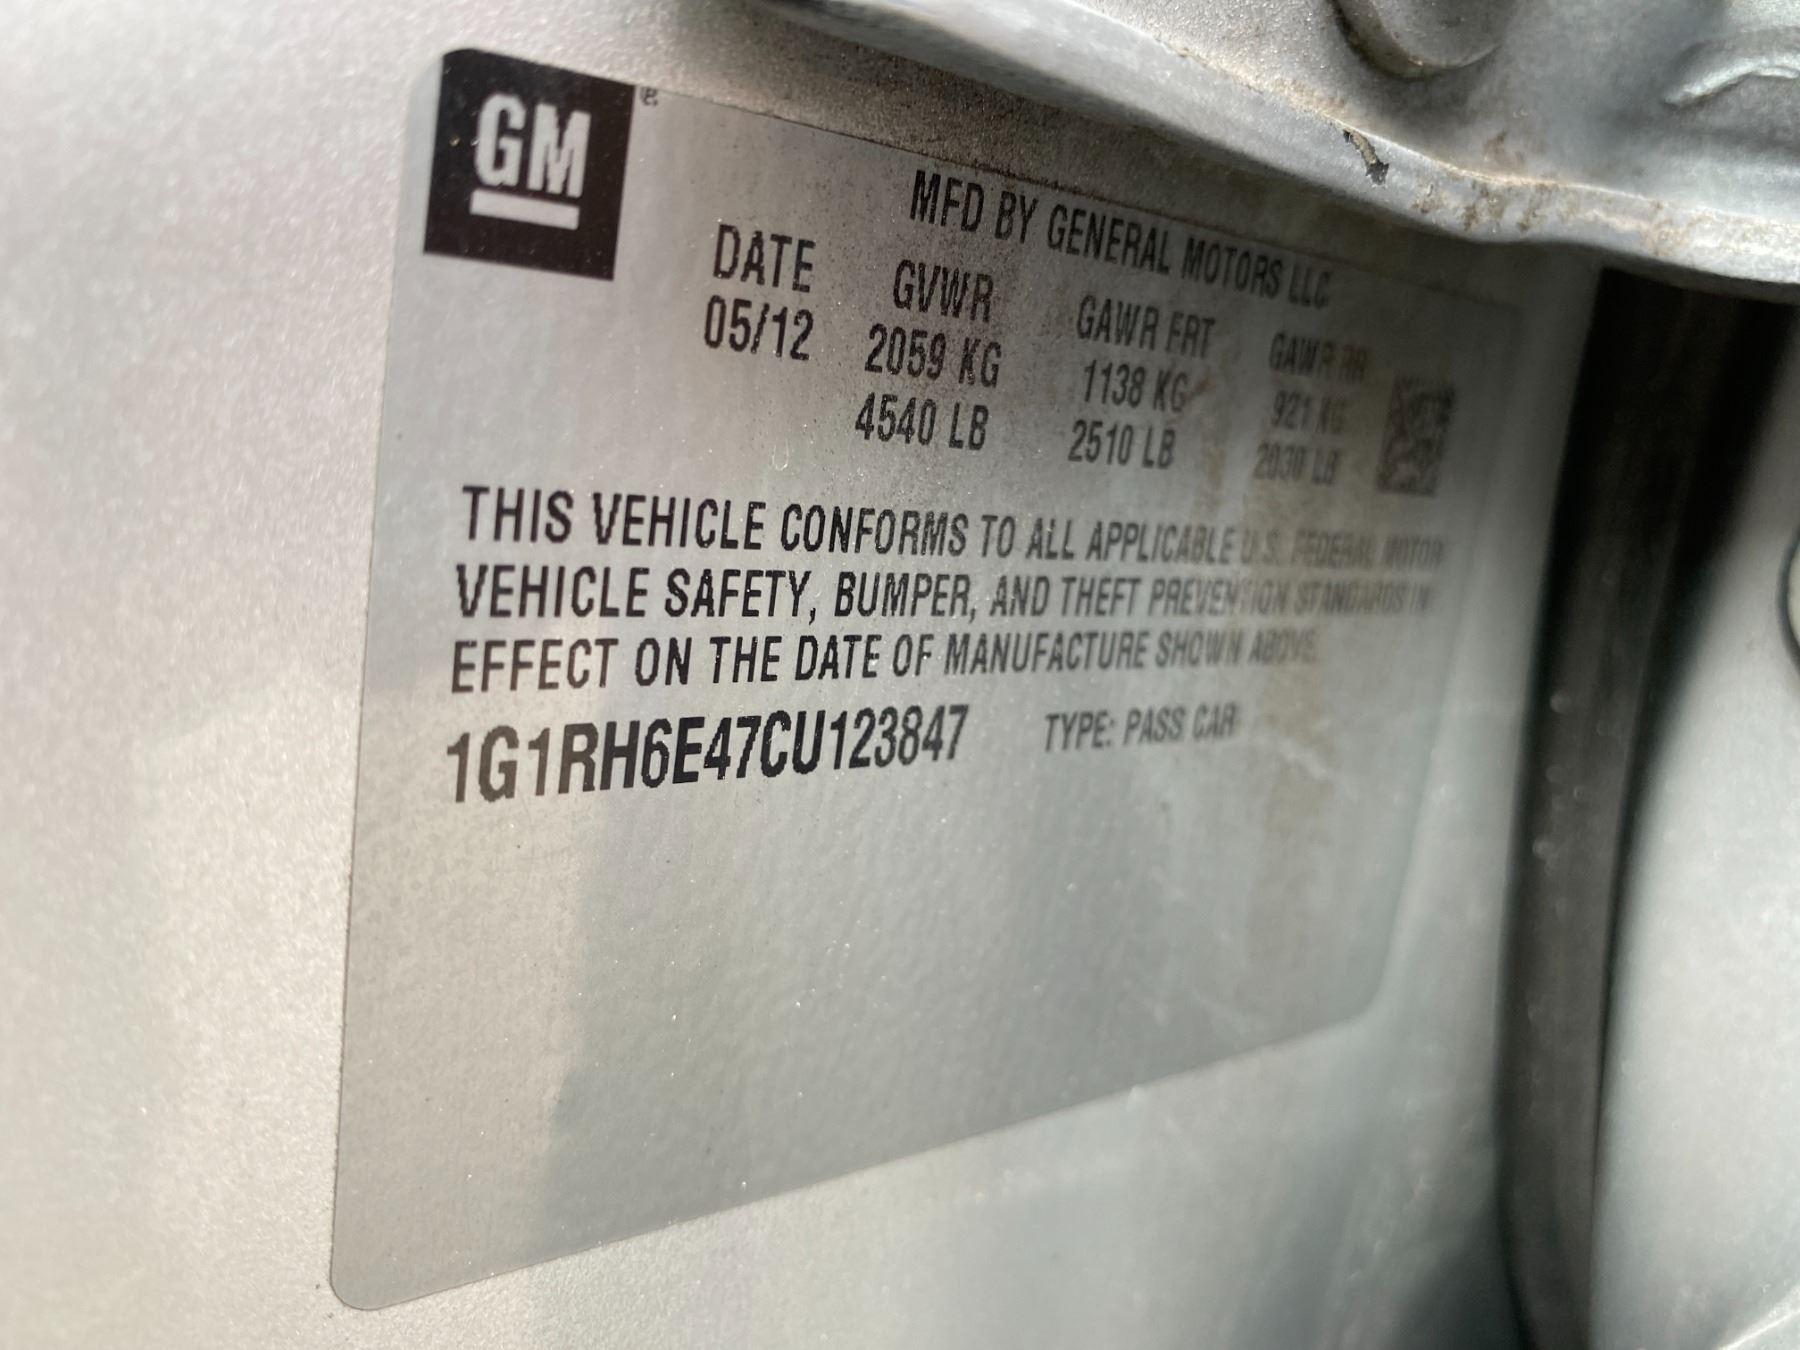 GM®
MFD BY GENERAL MOTORS LLC
DATE GVWR GAWR FRT GAWR RR
05/12 2059 KG 1138 KG 921 KG
4540 LB 2510 LB 2030 LB
THIS VEHICLE CONFORMS TO ALL APPLICABLE U.S. FEDERAL MOTOR
VEHICLE SAFETY, BUMPER, AND THEFT PREVENTION STANDARDS IN
EFFECT ON THE DATE OF MANUFACTURE SHOWN ABOVE.
1G1RH6E47CU123847 TYPE: PASS CAR